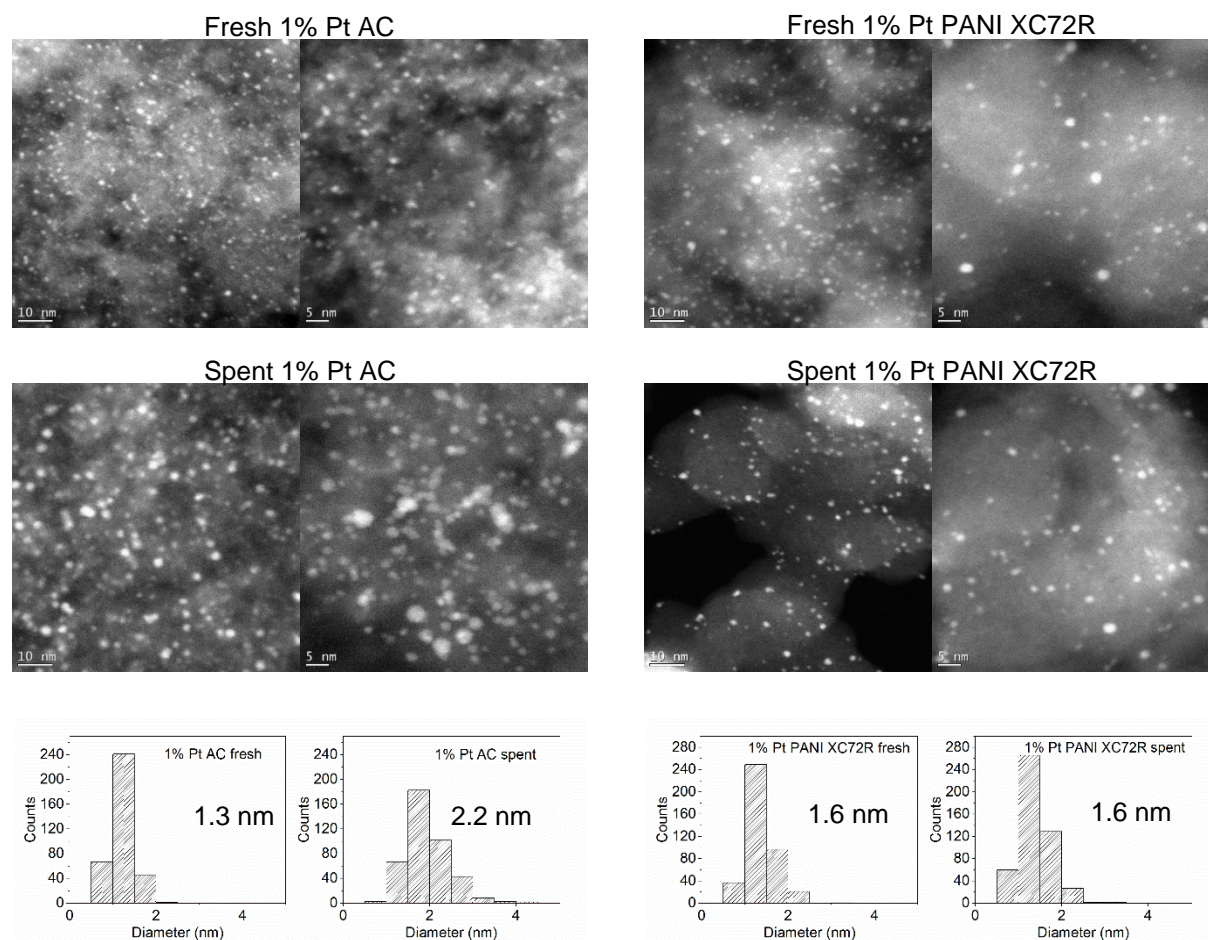 Fresh 1% Pt AC
Fresh 1% Pt PANI XC72R
10 nm
5 nm
10 nm
5 nm
Spent 1% Pt AC
Spent 1% Pt PANI XC72R
10 nm
5 nm
10 nm
5 nm
1% Pt AC fresh
1.3 nm
Counts
240
200
160
120
80
40
0
0 2 4
Diameter (nm)
1% Pt AC spent
2.2 nm
Counts
240
200
160
120
80
40
0
0 2 4
Diameter (nm)
1% Pt PANI XC72R fresh
1.6 nm
Counts
280
240
200
160
120
80
40
0
0 2 4
Diameter (nm)
1% Pt PANI XC72R spent
1.6 nm
Counts
280
240
200
160
120
80
40
0
0 2 4
Diameter (nm)